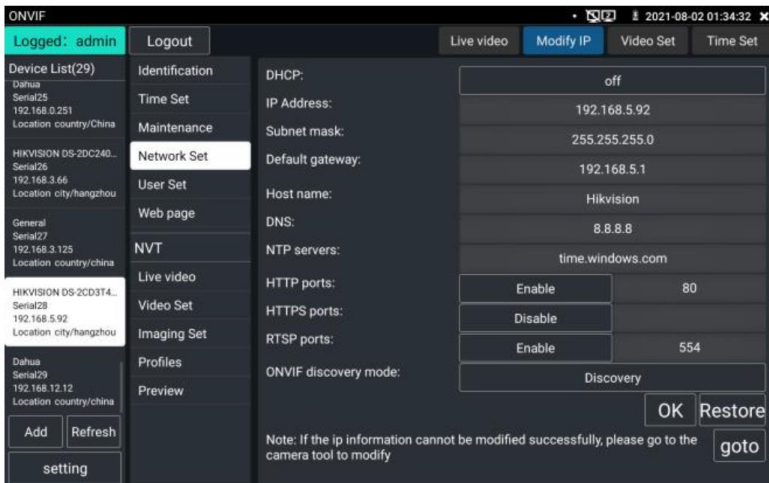 ONVIF
2021-08-02 01:34:32
Logged: admin
Logout
Live video
Modify IP
Video Set
Time Set
Device List(29)
Dahua
Serial25
192.168.0.251
Location country/China
HIKVISION DS-2DC240...
Serial26
192.168.3.66
Location city/hangzhou
General
Serial27
192.168.3.125
Location country/china
HIKVISION DS-2CD3T4...
Serial28
192.168.5.92
Location city/hangzhou
Dahua
Serial29
192.168.12.12
Location country/china
Add
Refresh
setting
Identification
Time Set
Maintenance
Network Set
User Set
Web page
NVT
Live video
Video Set
Imaging Set
Profiles
Preview
DHCP:
off
IP Address:
192.168.5.92
Subnet mask:
255.255.255.0
Default gateway:
192.168.5.1
Host name:
Hikvision
DNS:
8.8.8.8
NTP servers:
time.windows.com
HTTP ports:
Enable
80
HTTPS ports:
Disable
RTSP ports:
Enable
554
ONVIF discovery mode:
Discovery
OK
Restore
Note: If the ip information cannot be modified successfully, please go to the
camera tool to modify
goto